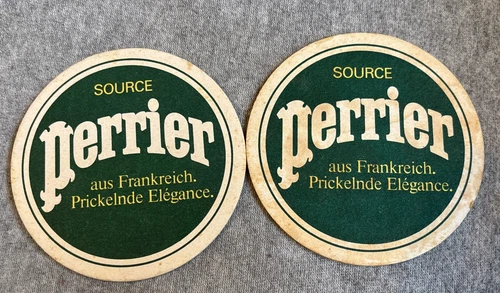 SOURCE
perrier
aus Frankreich.
Prickelnde Elégance.
SOURCE
perrier
aus Frankreich.
Prickelnde Elégance.